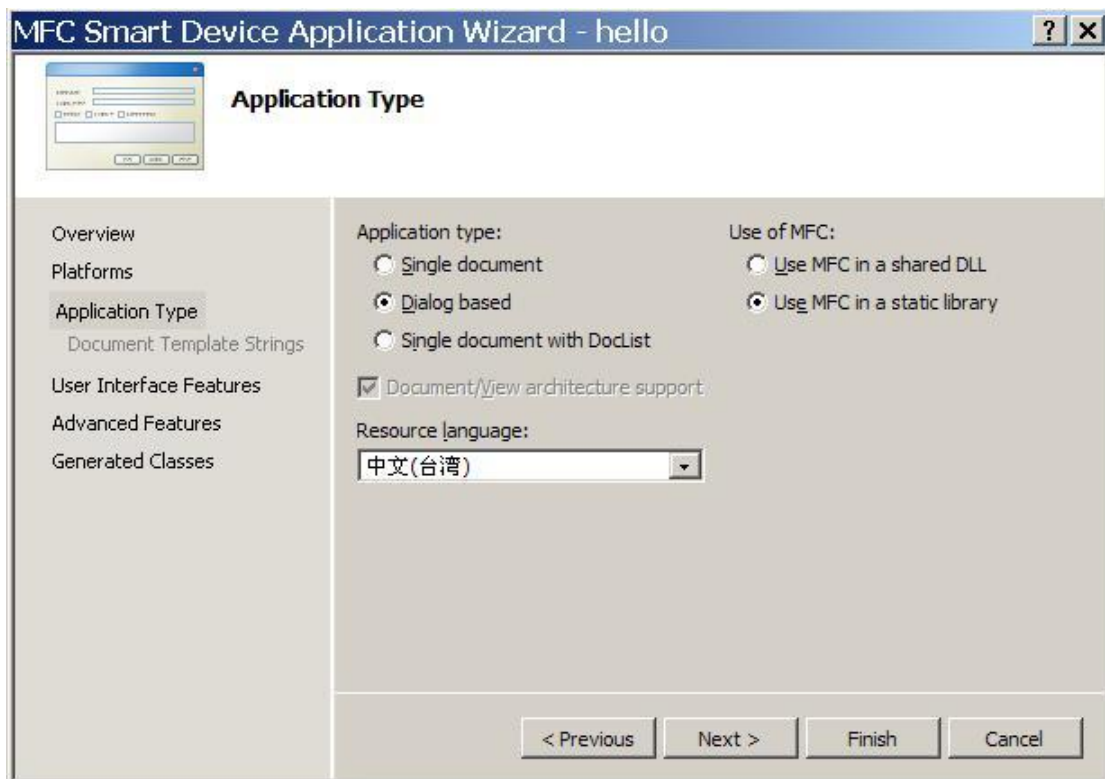 MFC Smart Device Application Wizard - hello
Application Type
Overview
Platforms
Application Type
Document Template Strings
User Interface Features
Advanced Features
Generated Classes
Application type:
Single document
Dialog based
Single document with DocList
Document/View architecture support
Resource language:
中文(台湾)
Use of MFC:
Use MFC in a shared DLL
Use MFC in a static library
< Previous
Next >
Finish
Cancel